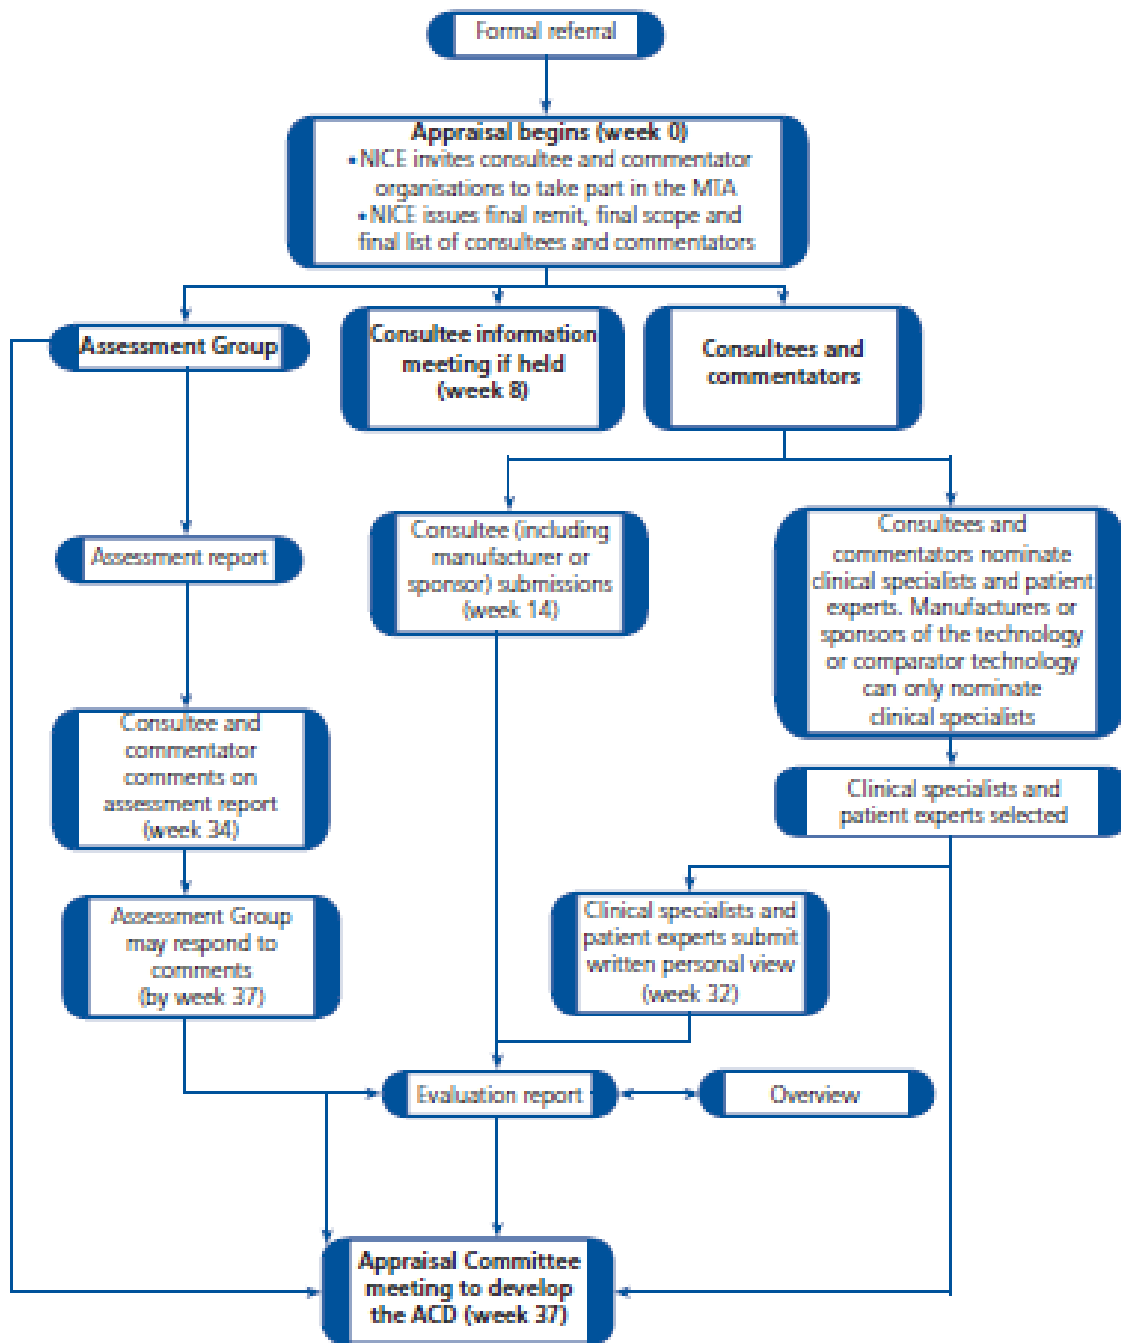 Formal referral
Appraisal begins (week 0)
•NICE invites consultee and commentator
organisations to take part in the MTA
•NICE issues final remit, final scope and
final list of consultees and commentators
Assessment Group
Consultee information
meeting if held
(week 8)
Consultees and
commentators
Assessment report
Consultee (including
manufacturer or
sponsor) submissions
(week 14)
Consultees and
commentators nominate
clinical specialists and patient
experts. Manufacturers or
sponsors of the technology
or comparator technology
can only nominate
clinical specialists
Consultee and
commentator
comments on
assessment report
(week 34)
Clinical specialists and
patient experts selected
Assessment Group
may respond to
comments
(by week 37)
Clinical specialists and
patient experts submit
written personal view
(week 32)
Evaluation report
Overview
Appraisal Committee
meeting to develop
the ACD (week 37)